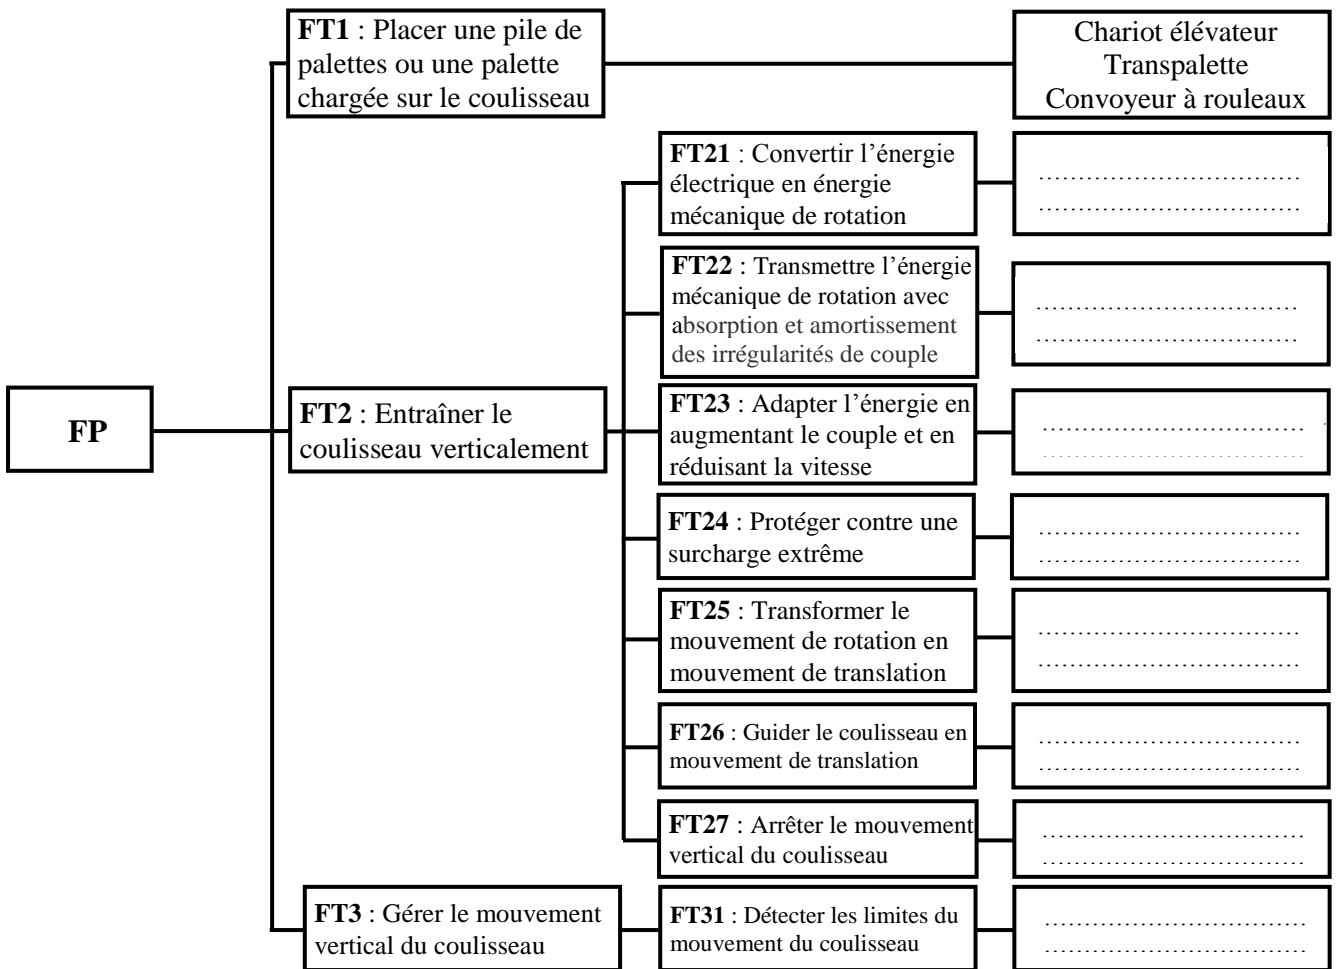 FT1 : Placer une pile de
palettes ou une palette
chargée sur le coulisseau
Chariot élévateur
Transpalette
Convoyeur à rouleaux
FT21 : Convertir l’énergie
électrique en énergie
mécanique de rotation
................................
................................
FT22 : Transmettre l’énergie
mécanique de rotation avec
absorption et amortissement
des irrégularités de couple
................................
................................
FP
FT2 : Entraîner le
coulisseau verticalement
FT23 : Adapter l’énergie en
augmentant le couple et en
réduisant la vitesse
................................
................................
FT24 : Protéger contre une
surcharge extrême
................................
................................
FT25 : Transformer le
mouvement de rotation en
mouvement de translation
................................
................................
FT26 : Guider le coulisseau en
mouvement de translation
................................
................................
FT27 : Arrêter le mouvement
vertical du coulisseau
................................
................................
FT3 : Gérer le mouvement
vertical du coulisseau
FT31 : Détecter les limites du
mouvement du coulisseau
................................
................................